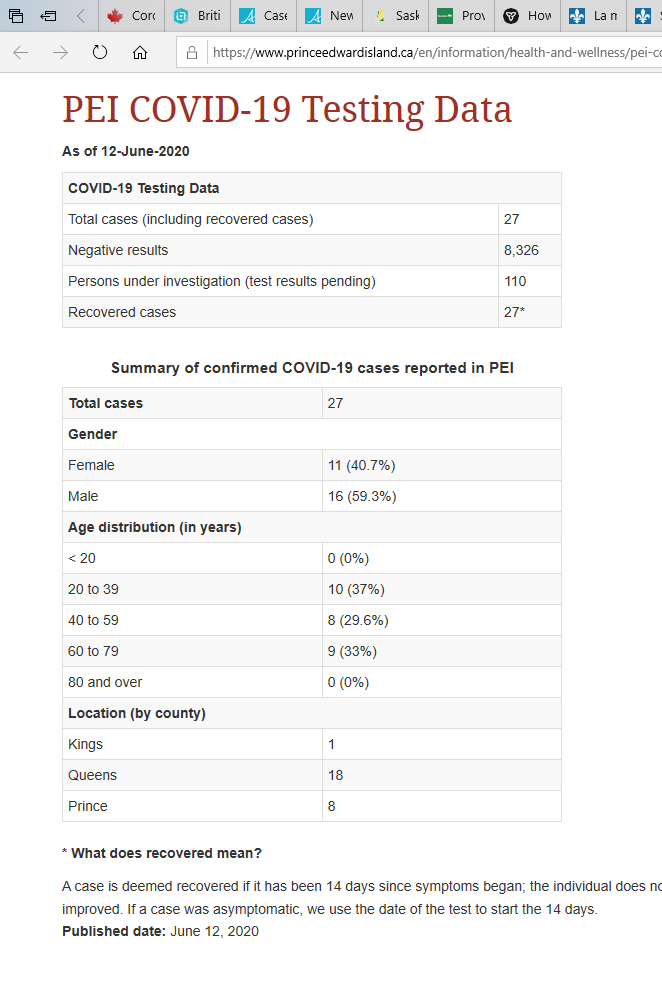 Corc
Briti
Case
New
Sask
Prov
How
La n
https://www.princeedwardisland.ca/en/information/health-and-wellness/pei-co
PEI COVID-19 Testing Data
As of 12-June-2020
COVID-19 Testing Data
Total cases (including recovered cases) 27
Negative results 8,326
Persons under investigation (test results pending) 110
Recovered cases 27*
Summary of confirmed COVID-19 cases reported in PEI
Total cases 27
Gender
Female 11 (40.7%)
Male 16 (59.3%)
Age distribution (in years)
< 20 0 (0%)
20 to 39 10 (37%)
40 to 59 8 (29.6%)
60 to 79 9 (33%)
80 and over 0 (0%)
Location (by county)
Kings 1
Queens 18
Prince 8
* What does recovered mean?
A case is deemed recovered if it has been 14 days since symptoms began; the individual does no
improved. If a case was asymptomatic, we use the date of the test to start the 14 days.
Published date: June 12, 2020